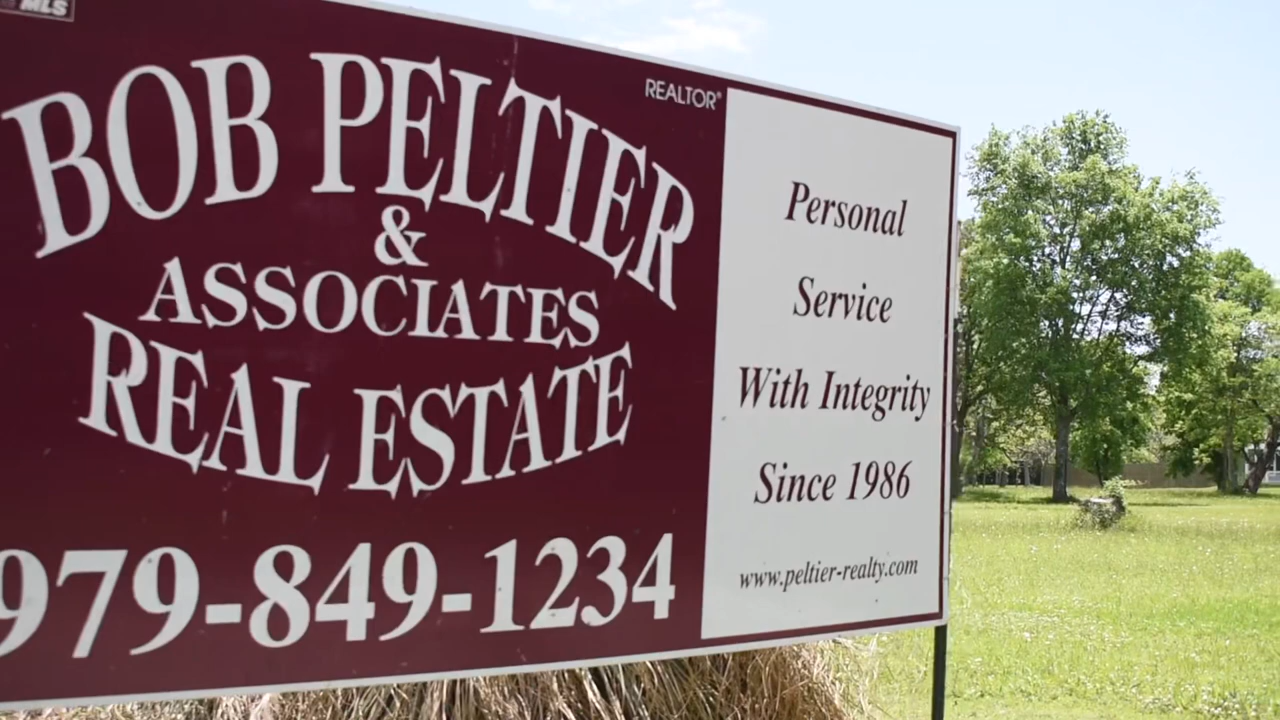 MLS
BOB PELTIER
REALTOR®
&
ASSOCIATES
REAL ESTATE
979-849-1234
Personal
Service
With Integrity
Since 1986
www.peltier-realty.com